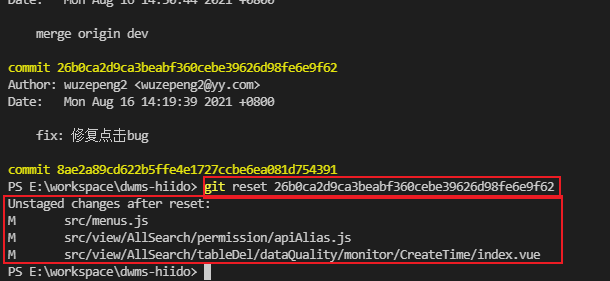 Date:   Mon Aug 16 14:50:44 2021 +0800
    merge origin dev
commit 26b0ca2d9ca3beabf360cebe39626d98fe6e9f62
Author: wuzepeng2 <wuzepeng2@yy.com>
Date:   Mon Aug 16 14:19:39 2021 +0800
    fix: 修复点击bug
commit 8ae2a89cd622b5ffe4e1727ccbe6ea081d754391
PS E:\workspace\dwms-hiido> git reset 26b0ca2d9ca3beabf360cebe39626d98fe6e9f62
Unstaged changes after reset:
M       src/menus.js
M       src/view/AllSearch/permission/apiAlias.js
M       src/view/AllSearch/tableDel/dataQuality/monitor/CreateTime/index.vue
PS E:\workspace\dwms-hiido>